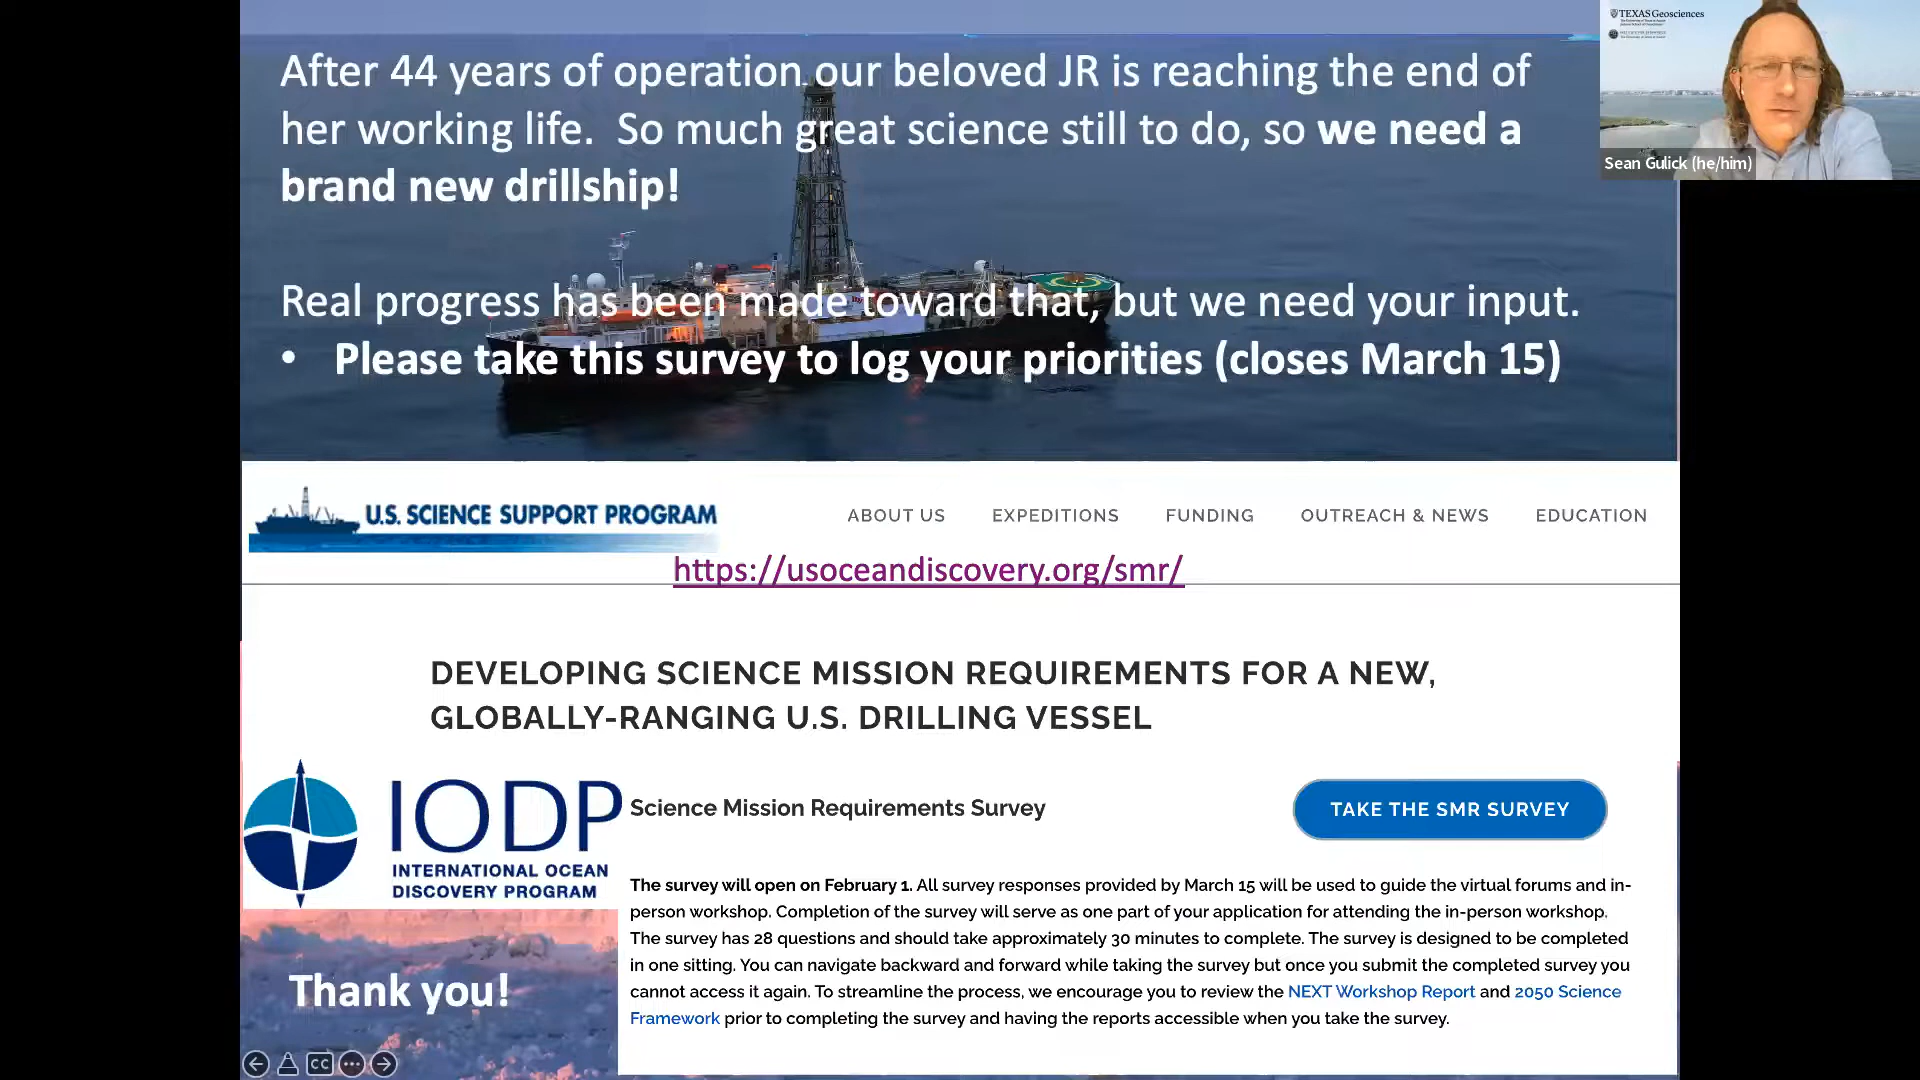 After 44 years of operation our beloved JR is reaching the end of
her working life.  So much great science still to do, so we need a
brand new drillship!
Real progress has been made toward that, but we need your input.
• Please take this survey to log your priorities (closes March 15)
TEXAS Geosciences
Sean Gulick (he/him)
U.S. SCIENCE SUPPORT PROGRAM
ABOUT US EXPEDITIONS FUNDING OUTREACH & NEWS EDUCATION
https://usoceandiscovery.org/smr/
DEVELOPING SCIENCE MISSION REQUIREMENTS FOR A NEW,
GLOBALLY-RANGING U.S. DRILLING VESSEL
IODP
INTERNATIONAL OCEAN
DISCOVERY PROGRAM
Science Mission Requirements Survey
TAKE THE SMR SURVEY
The survey will open on February 1. All survey responses provided by March 15 will be used to guide the virtual forums and in-
person workshop. Completion of the survey will serve as one part of your application for attending the in-person workshop.
The survey has 28 questions and should take approximately 30 minutes to complete. The survey is designed to be completed
in one sitting. You can navigate backward and forward while taking the survey but once you submit the completed survey you
cannot access it again. To streamline the process, we encourage you to review the NEXT Workshop Report and 2050 Science
Framework prior to completing the survey and having the reports accessible when you take the survey.
Thank you!
CC